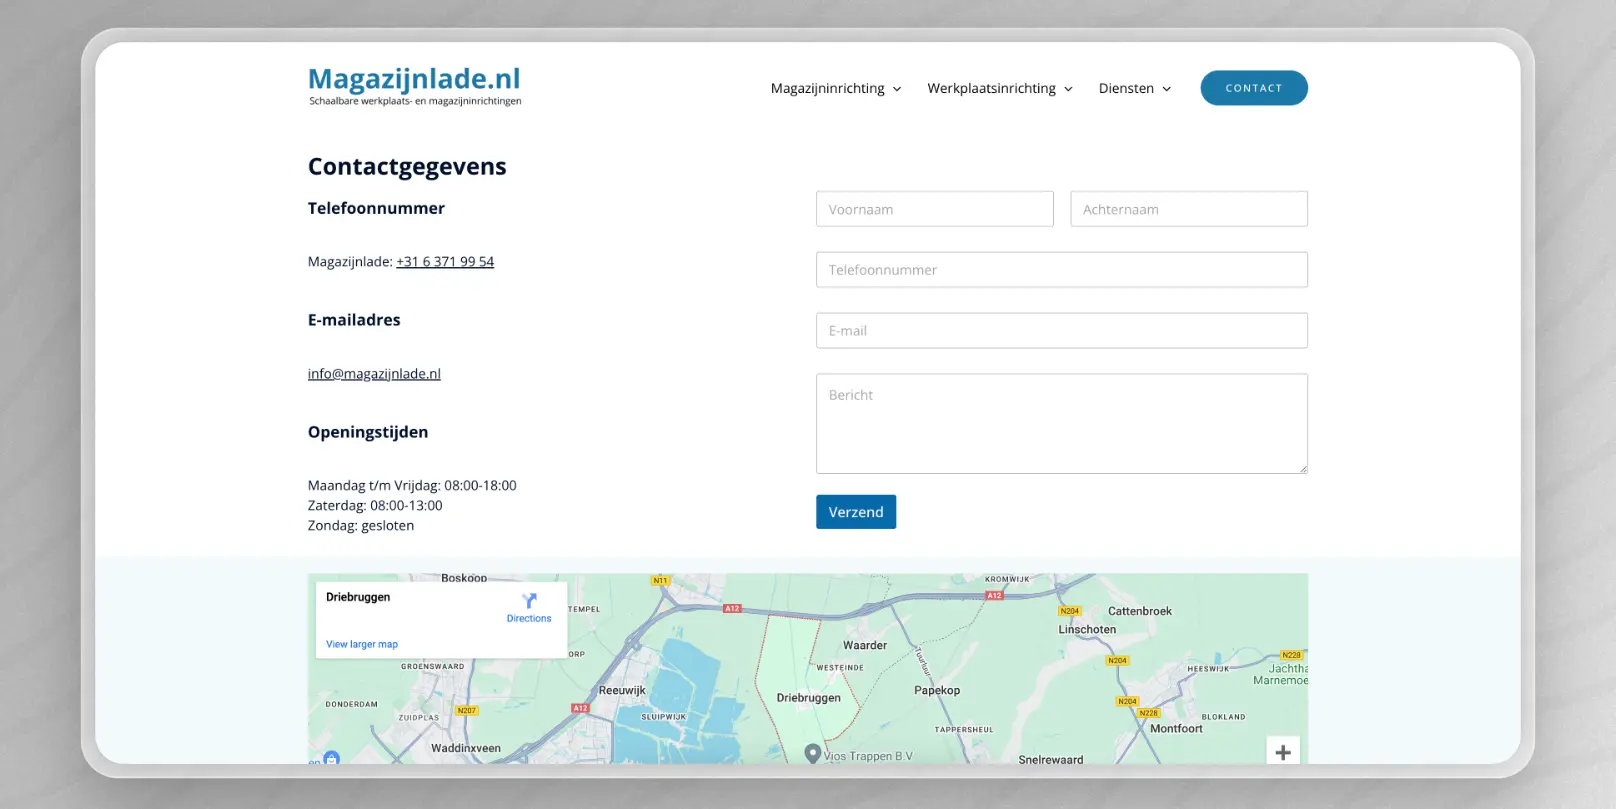 Magazijnlade.nl
Schaalbare werkplaats- en magazijninrichtingen
Magazijninrichting
Werkplaatsinrichting
Diensten
CONTACT
Contactgegevens
Telefoonnummer
Magazijnlade: +31 6 371 99 54
E-mailadres
info@magazijnlade.nl
Openingstijden
Maandag t/m Vrijdag: 08:00-18:00
Zaterdag: 08:00-13:00
Zondag: gesloten
Voornaam
Achternaam
Telefoonnummer
E-mail
Bericht
Verzend
Boskoop
N11
KROMWIJK
Driebruggen
Directions
View larger map
TEMPEL
A12
A12
N204
Cattenbroek
Linschoten
Waarder
ORP
GROENSWAARD
WESTEINDE
Tuurluur
N204
HEESWIJK
N228
Jachtha
Marnemoe
Reeuwijk
Driebruggen
Papekop
DONDERDAM
ZUIDPLAS
N207
A12
SLUIPWIJK
N204
N228
BLOKLAND
Montfoort
TAPPERSHEUL
Waddinxveen
Vios Trappen B.V
Snelrewaard
en